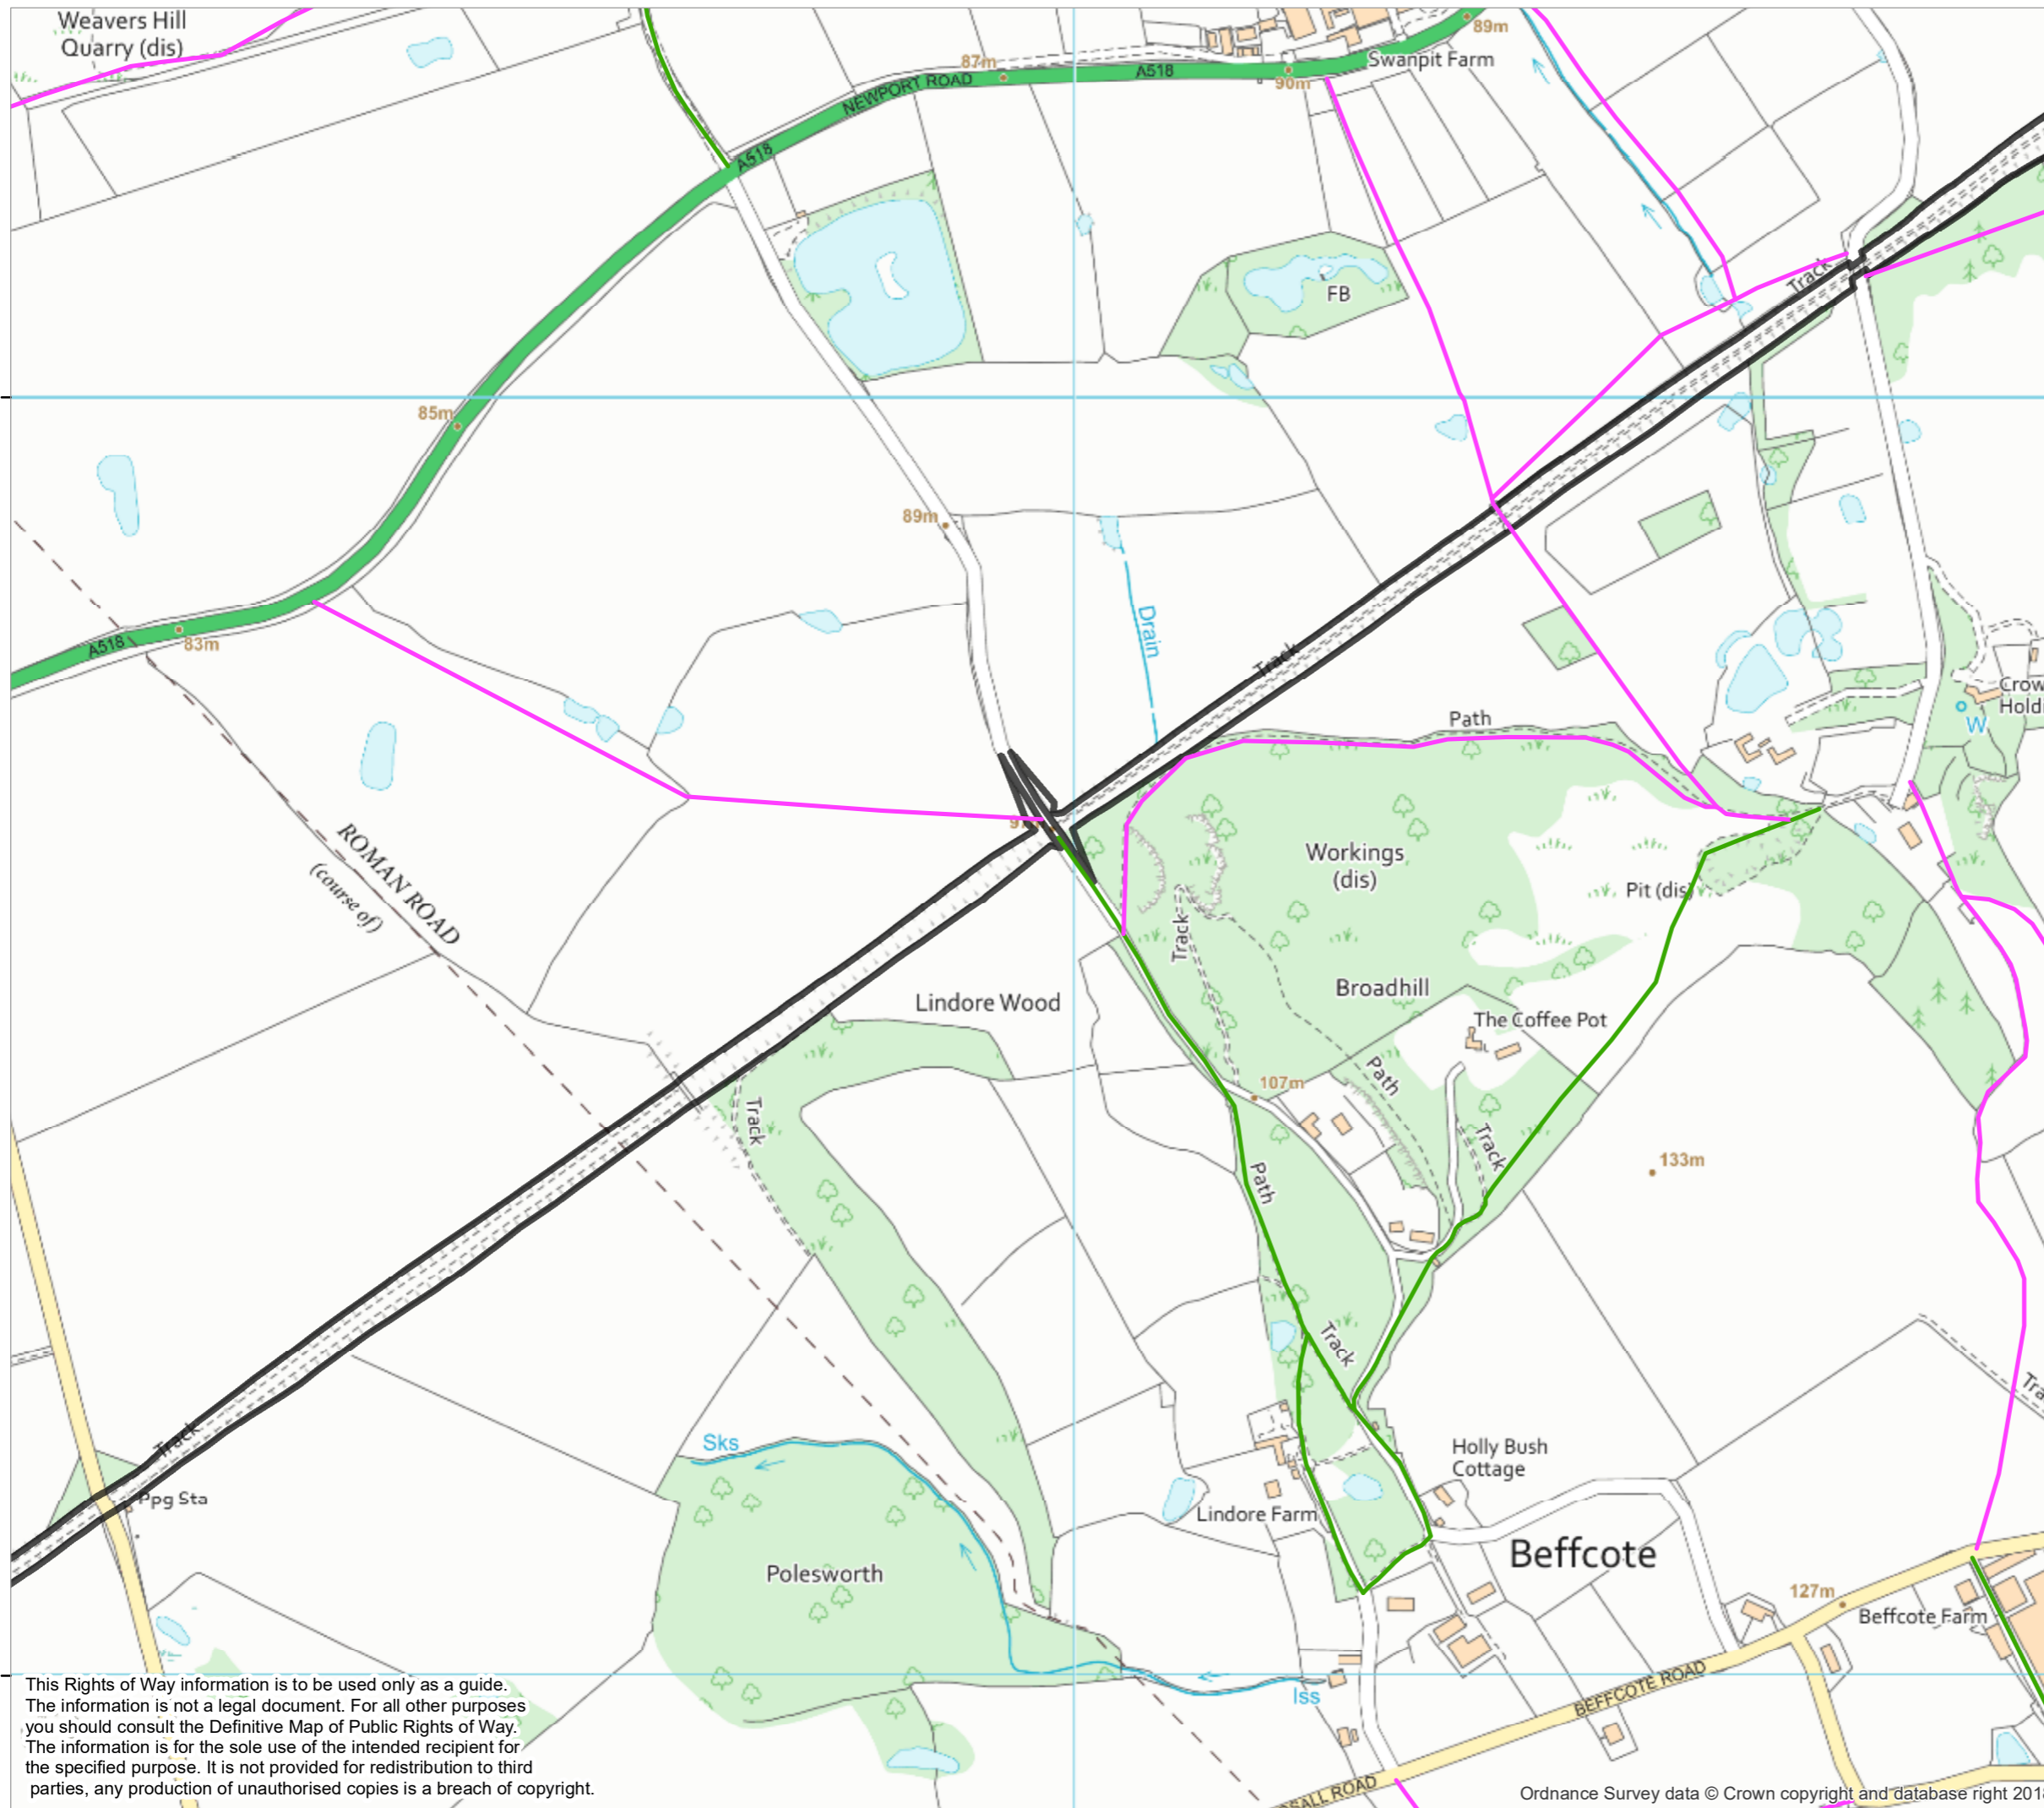 Weavers Hill
Quarry (dis)
89m
87m
Swanpit Farm
A518
90m
NEWPORT ROAD
A518
Track
FB
85m
89m
Drain
A518
83m
Track
Path
W
ROMAN ROAD
(course of)
Workings
(dis)
Pit (dis)
Track
Broadhill
Lindore Wood
The Coffee Pot
Path
107m
Track
Track
133m
Path
Track
Track
Sks
Holly Bush
Cottage
Ppg Sta
Lindore Farm
Beffcote
Polesworth
127m
Beffcote Farm
BEFFCOTE ROAD
Iss
ROAD
This Rights of Way information is to be used only as a guide.
The information is not a legal document. For all other purposes
you should consult the Definitive Map of Public Rights of Way.
The information is for the sole use of the intended recipient for
the specified purpose. It is not provided for redistribution to third
parties, any production of unauthorised copies is a breach of copyright.
Ordnance Survey data © Crown copyright and database right